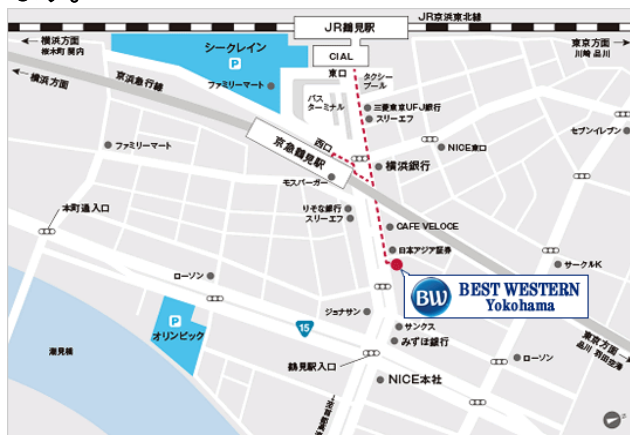 JR鶴見駅
JR京浜東北線
横浜方面
桜木町 関内
シークレイン
P
CIAL
東口
タクシー
プール
東京方面
川崎 品川
横浜方面
京浜急行線
ファミリーマート
バス
ターミナル
三菱東京UFJ銀行
スリーエフ
セブンイレブン
ファミリーマート
京急鶴見駅
西口
NICE東口
横浜銀行
モスバーガー
りそな銀行
スリーエフ
本町通入口
CAFE VELOCE
日本アジア証券
サークルK
ローソン
BW
BEST WESTERN
Yokohama
P
オリンピック
15
ジョナサン
サンクス
みずほ銀行
東京方面
品川 羽田空港
潮見橋
鶴見駅入口
ローソン
NICE本社